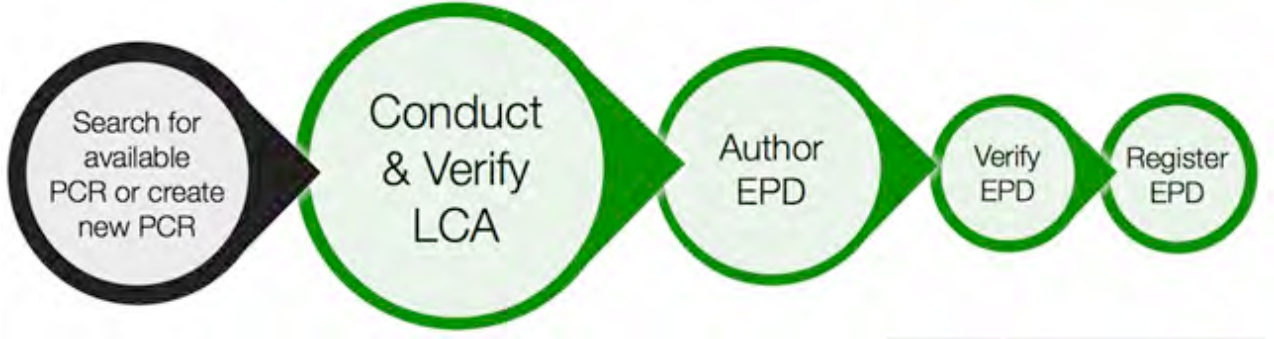 Search for
available
PCR or create
new PCR
Conduct
& Verify
LCA
Author
EPD
Verify
EPD
Register
EPD